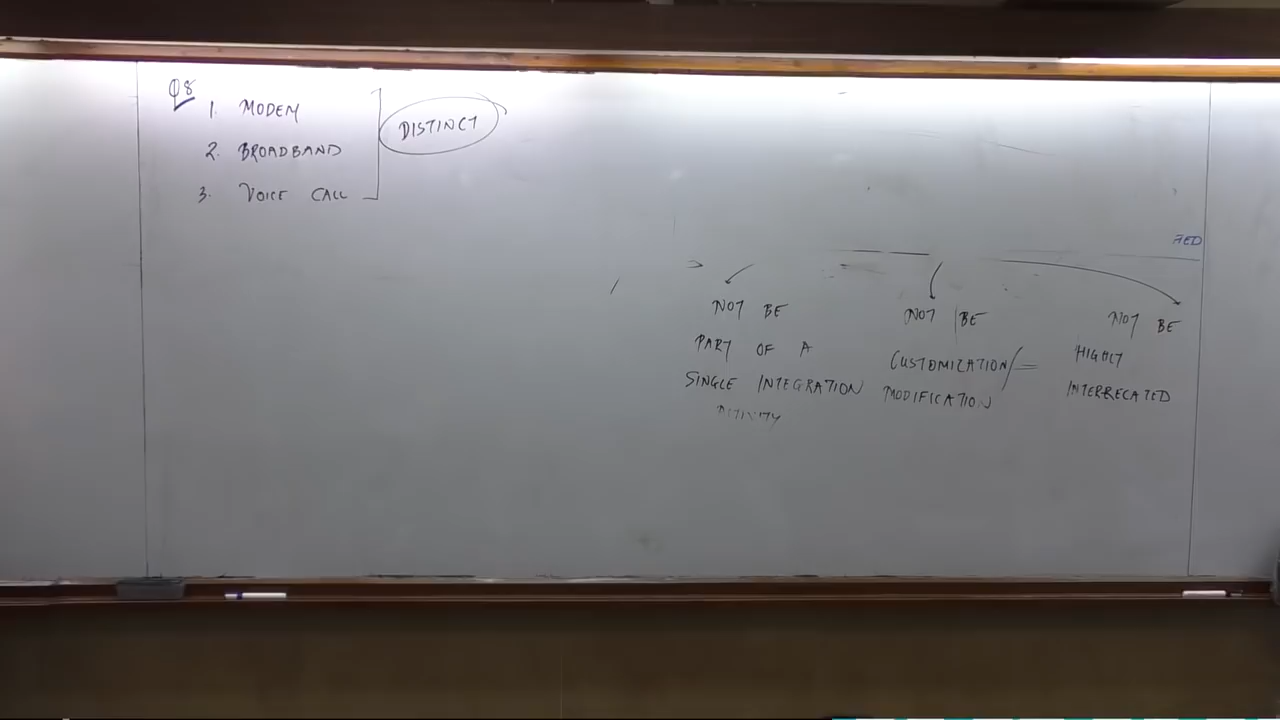 Q8
1. MODEM
2. BROADBAND
3. VOICE CALL
DISTINCT
NOT BE
PART OF A
SINGLE INTEGRATION
NOT BE
CUSTOMIZATION/
MODIFICATION
NOT BE
HIGHLY
INTERRELATED